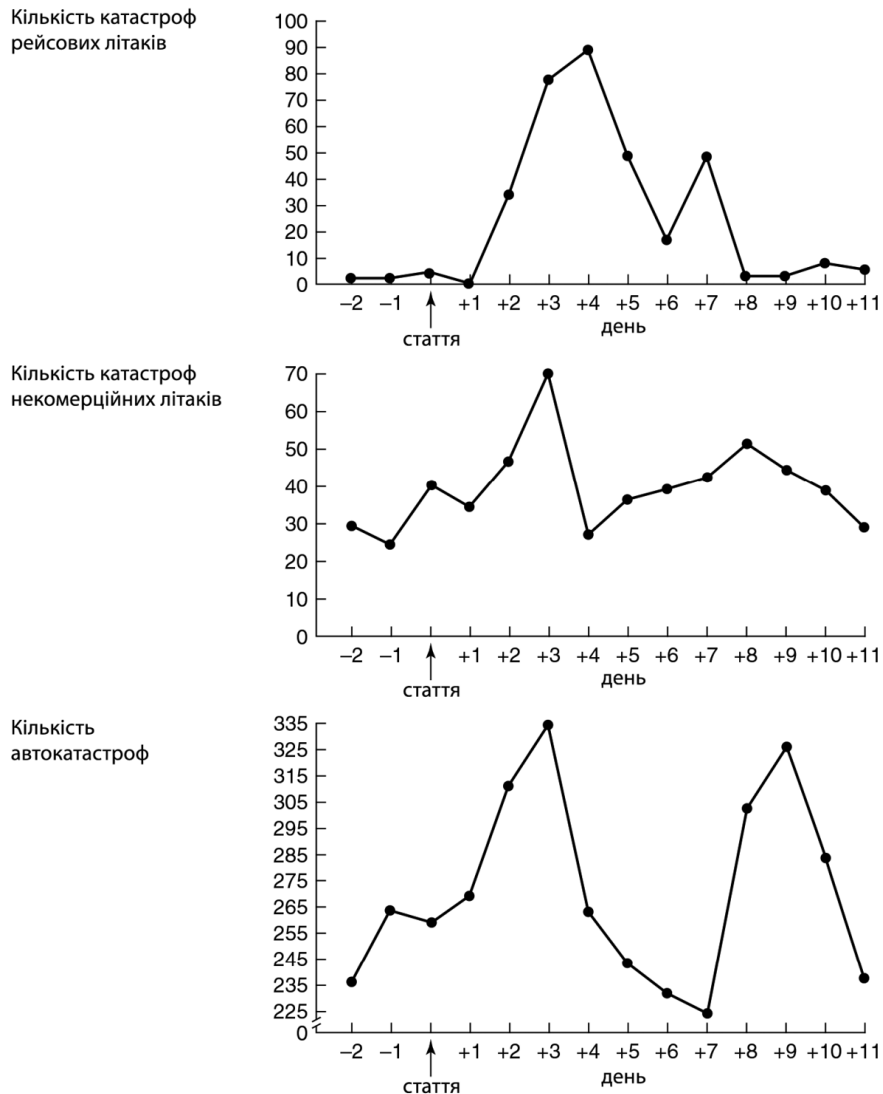 Кількість катастроф
рейсових літаків
100
90
80
70
60
50
40
30
20
10
0
–2 –1 +1 +2 +3 +4 +5 +6 +7 +8 +9 +10 +11
стаття
день
Кількість катастроф
некомерційних літаків
70
60
50
40
30
20
10
0
–2 –1 +1 +2 +3 +4 +5 +6 +7 +8 +9 +10 +11
стаття
день
Кількість
автокатастроф
335
325
315
305
295
285
275
265
255
245
235
225
0
–2 –1 +1 +2 +3 +4 +5 +6 +7 +8 +9 +10 +11
стаття
день